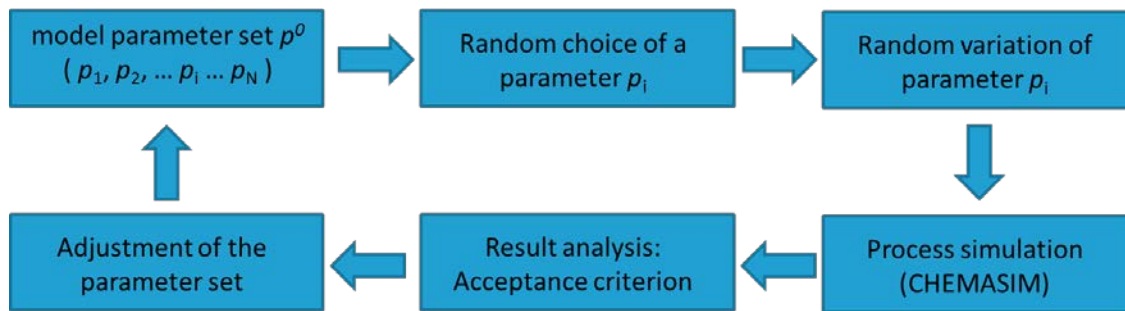 model parameter set p⁰
( p₁, p₂, ... pᵢ ... p_N )
Random choice of a
parameter pᵢ
Random variation of
parameter pᵢ
Adjustment of the
parameter set
Result analysis:
Acceptance criterion
Process simulation
(CHEMASIM)